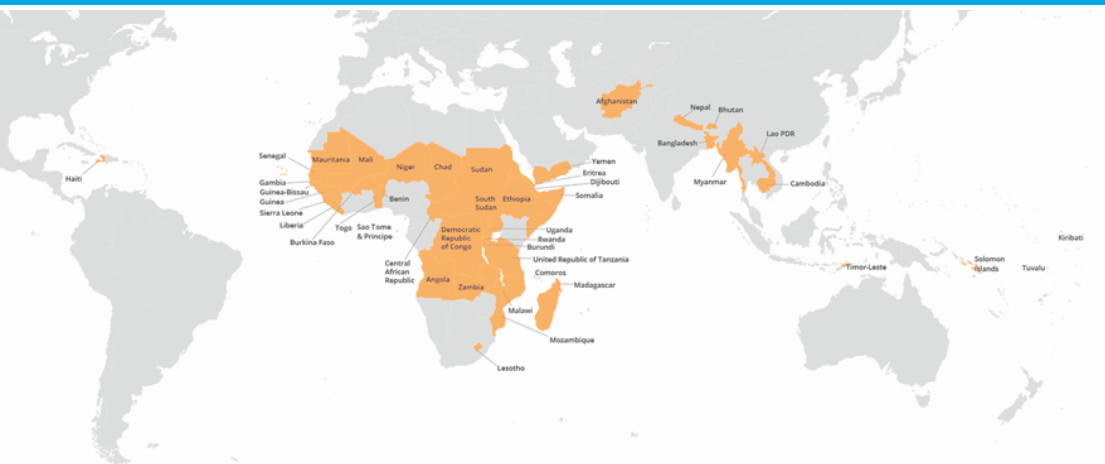 Haiti
Senegal
Gambia
Guinea-Bissau
Guinea
Sierra Leone
Liberia
Burkina Faso
Togo
Sao Tome
& Principe
Central
African
Republic
Mauritania
Mali
Niger
Chad
Sudan
Benin
South
Sudan
Ethiopia
Democratic
Republic
of Congo
Angola
Zambia
Yemen
Eritrea
Djibouti
Somalia
Uganda
Rwanda
Burundi
United Republic of Tanzania
Comoros
Madagascar
Malawi
Mozambique
Lesotho
Afghanistan
Nepal
Bhutan
Bangladesh
Lao PDR
Myanmar
Cambodia
Timor-Leste
Solomon
Islands
Kiribati
Tuvalu